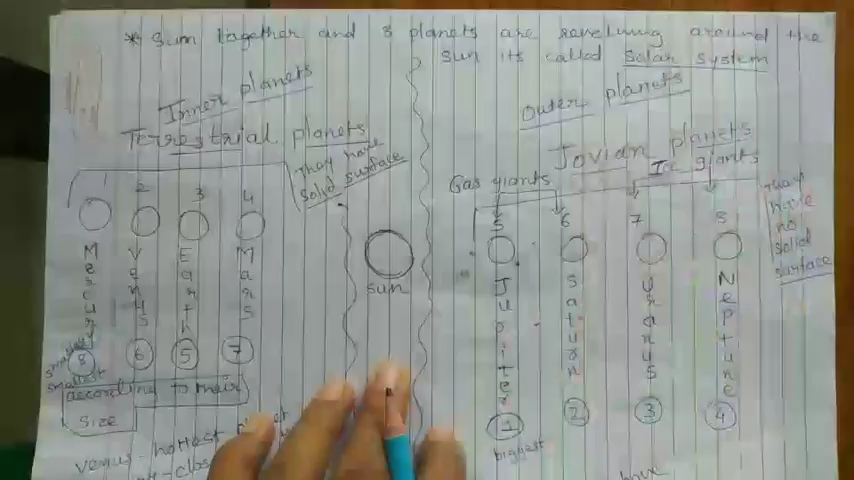 * Sum together and 8 planets are revolving around the
Sun its called Solar system
Inner planets
Terrestrial planets
They have
solid surface
1 2 3 4
Mercury Venus Earth Mars
8 6 5 7
smallest
according to their
size
Venus - hottest planet
sun
Outer planets
Jovian planets
Gas giants Ice giants
They
have
no
solid
surface
5 6 7 8
Jupiter Saturn Uranus Neptune
1 2 3 4
biggest
have